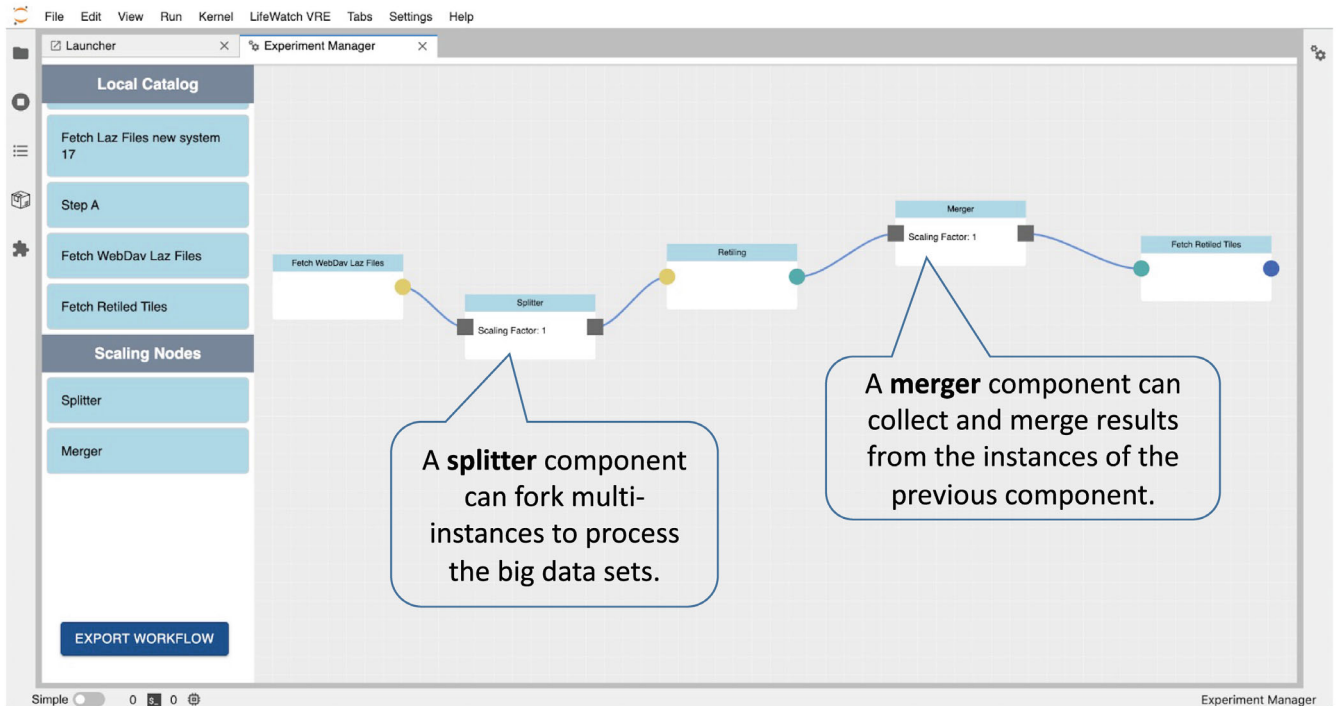 File Edit View Run Kernel LifeWatch VRE Tabs Settings Help
Launcher
Experiment Manager
Local Catalog
Fetch Laz Files new system
17
Step A
Fetch WebDav Laz Files
Fetch Retiled Tiles
Scaling Nodes
Splitter
Merger
EXPORT WORKFLOW
Fetch WebDav Laz Files
Splitter
Scaling Factor: 1
Retiling
Merger
Scaling Factor: 1
Fetch Retiled Tiles
A splitter component
can fork multi-
instances to process
the big data sets.
A merger component can
collect and merge results
from the instances of the
previous component.
Simple 0 $_ 0
Experiment Manager